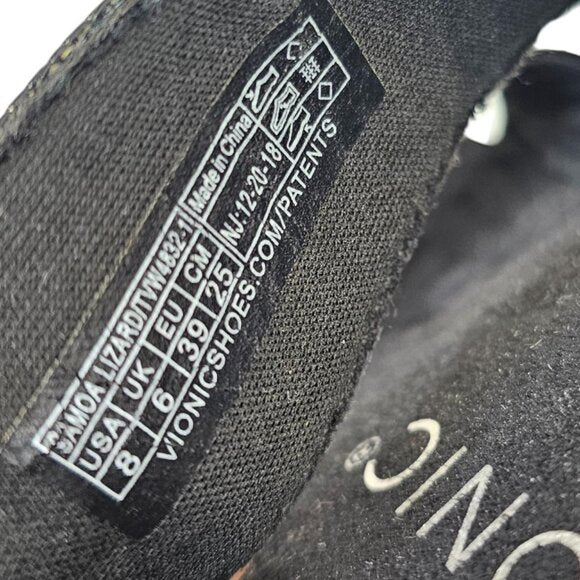 SAMOA LIZARD/TVW4832-1 Made in China
USA UK EU CM NJ-12-20-18
8 6 39 25
VIONICSHOES.COM/PATENTS
ONIC